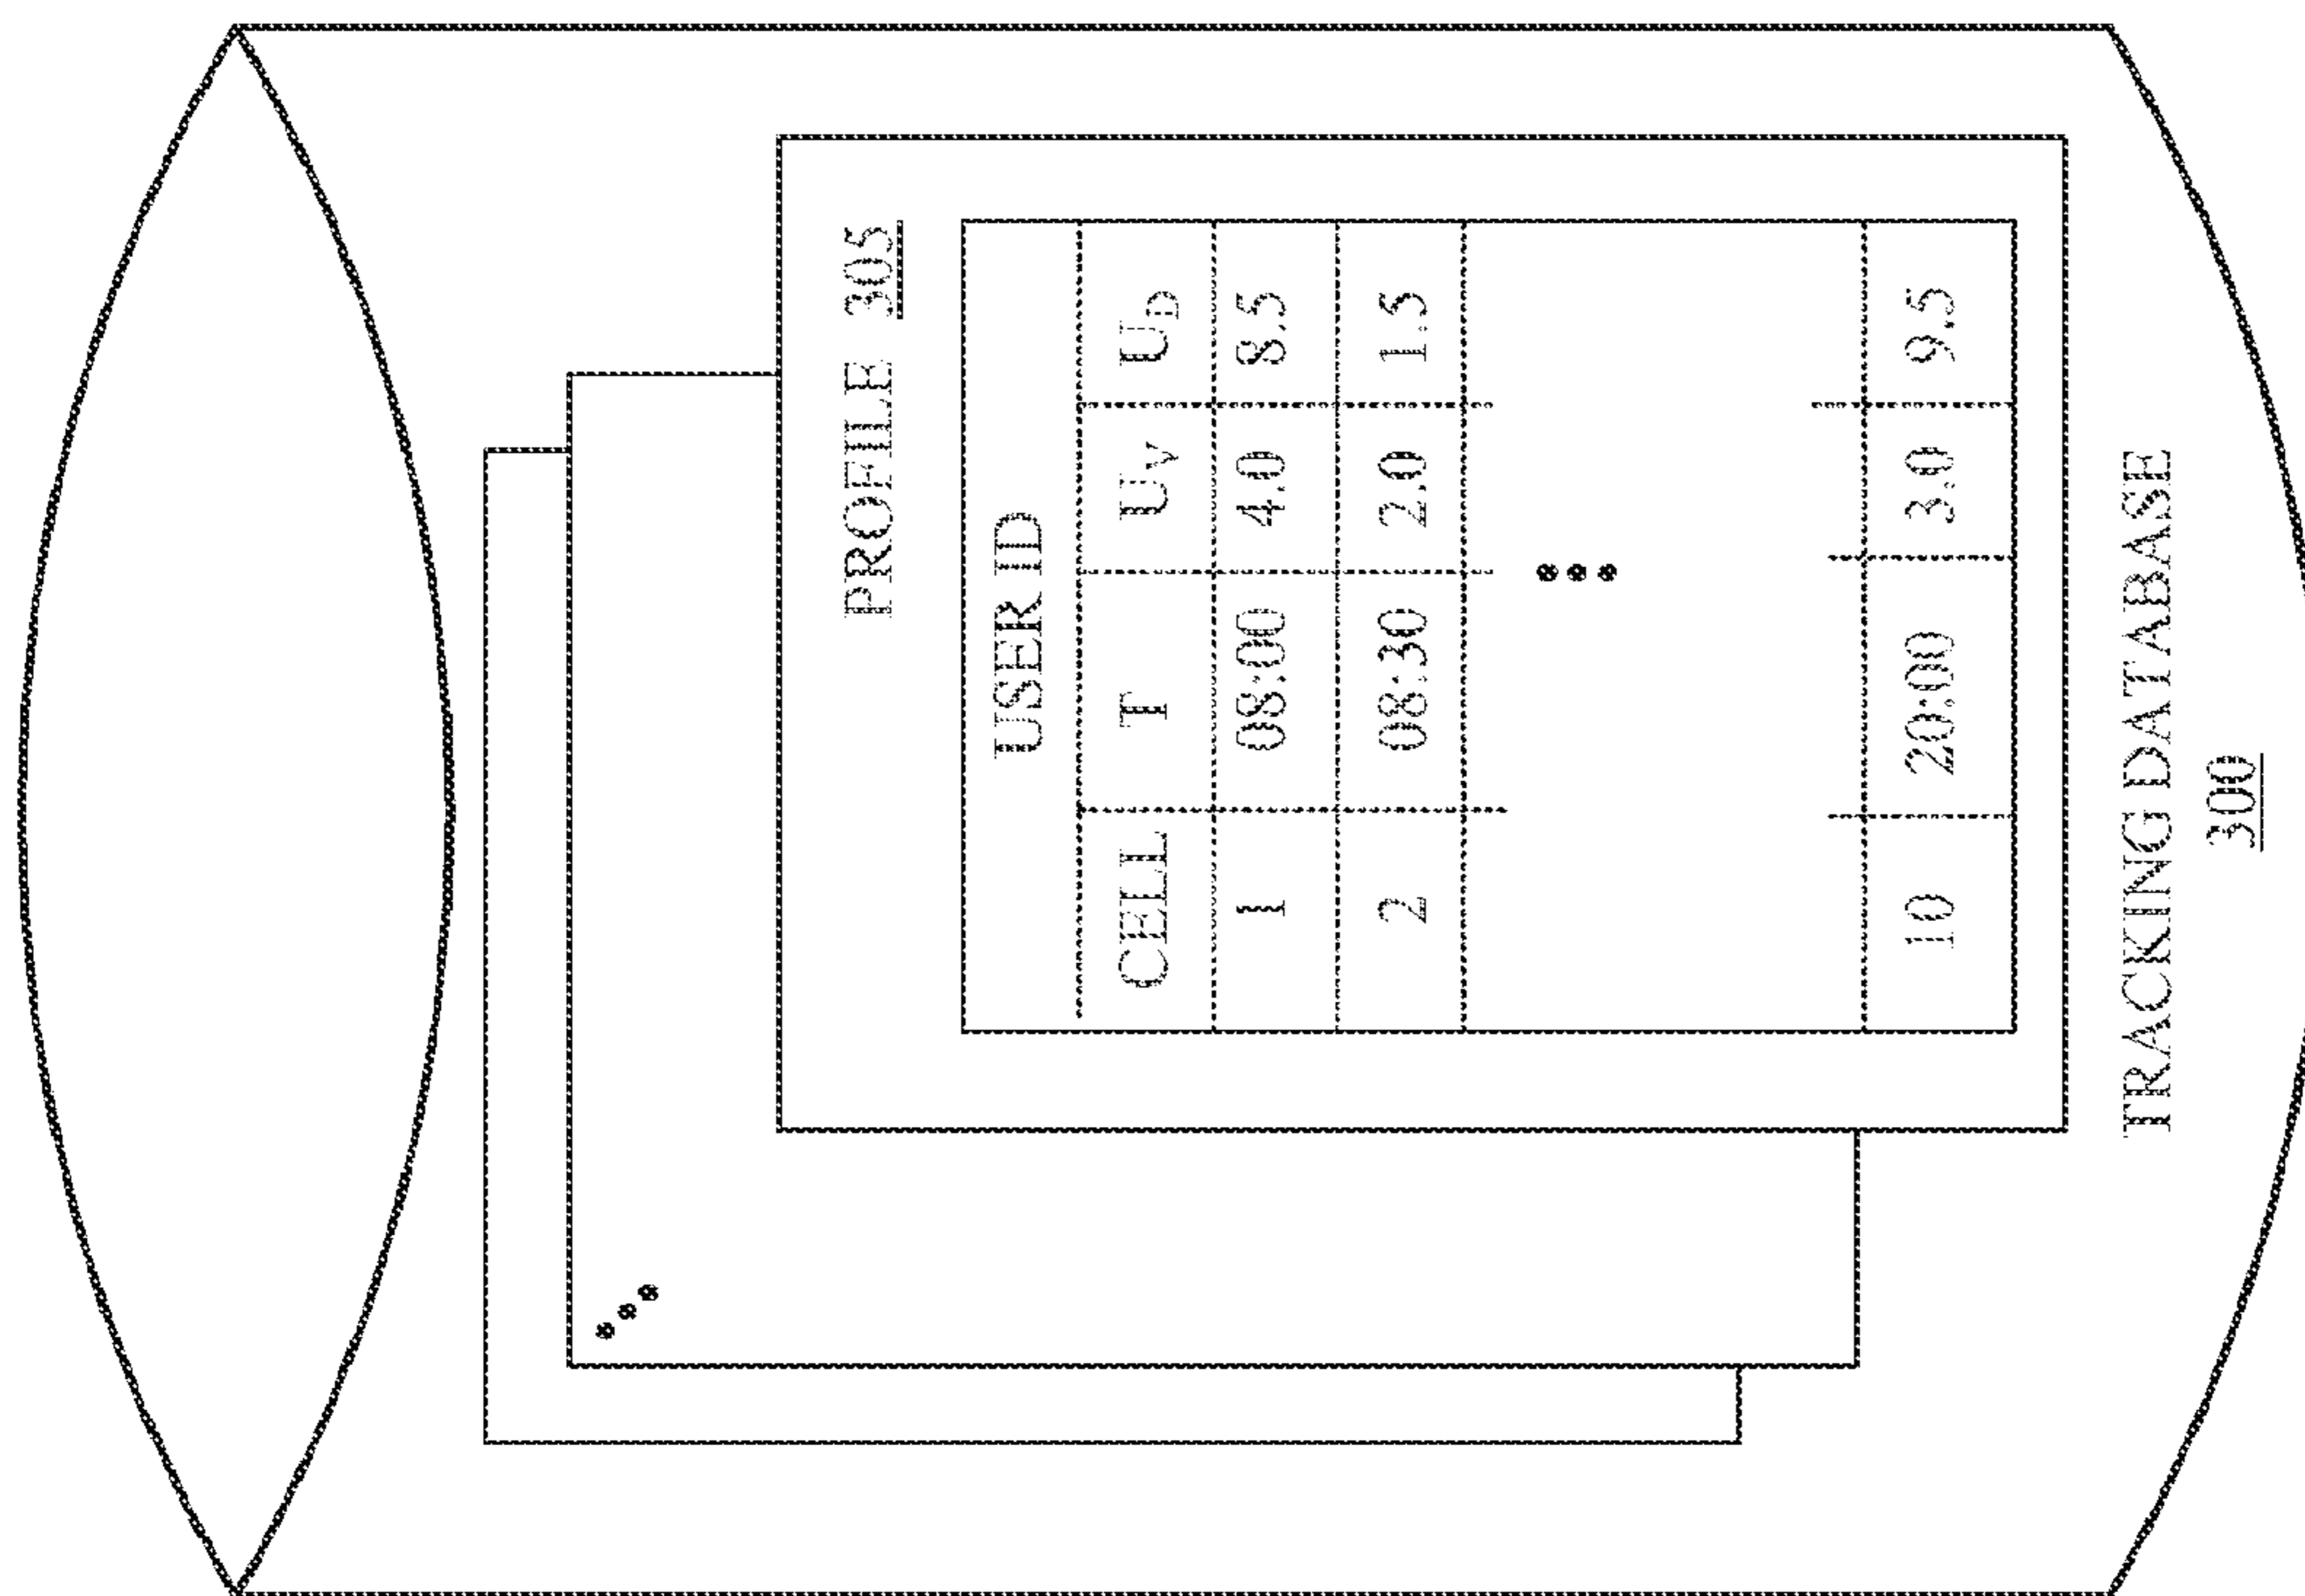 PROFILE 305
USER ID
CELL T UV UD
1 08:00 4.0 8.5
2 08:30 2.0 1.5
10 20:00 3.0 9.5
TRACKING DATABASE
300